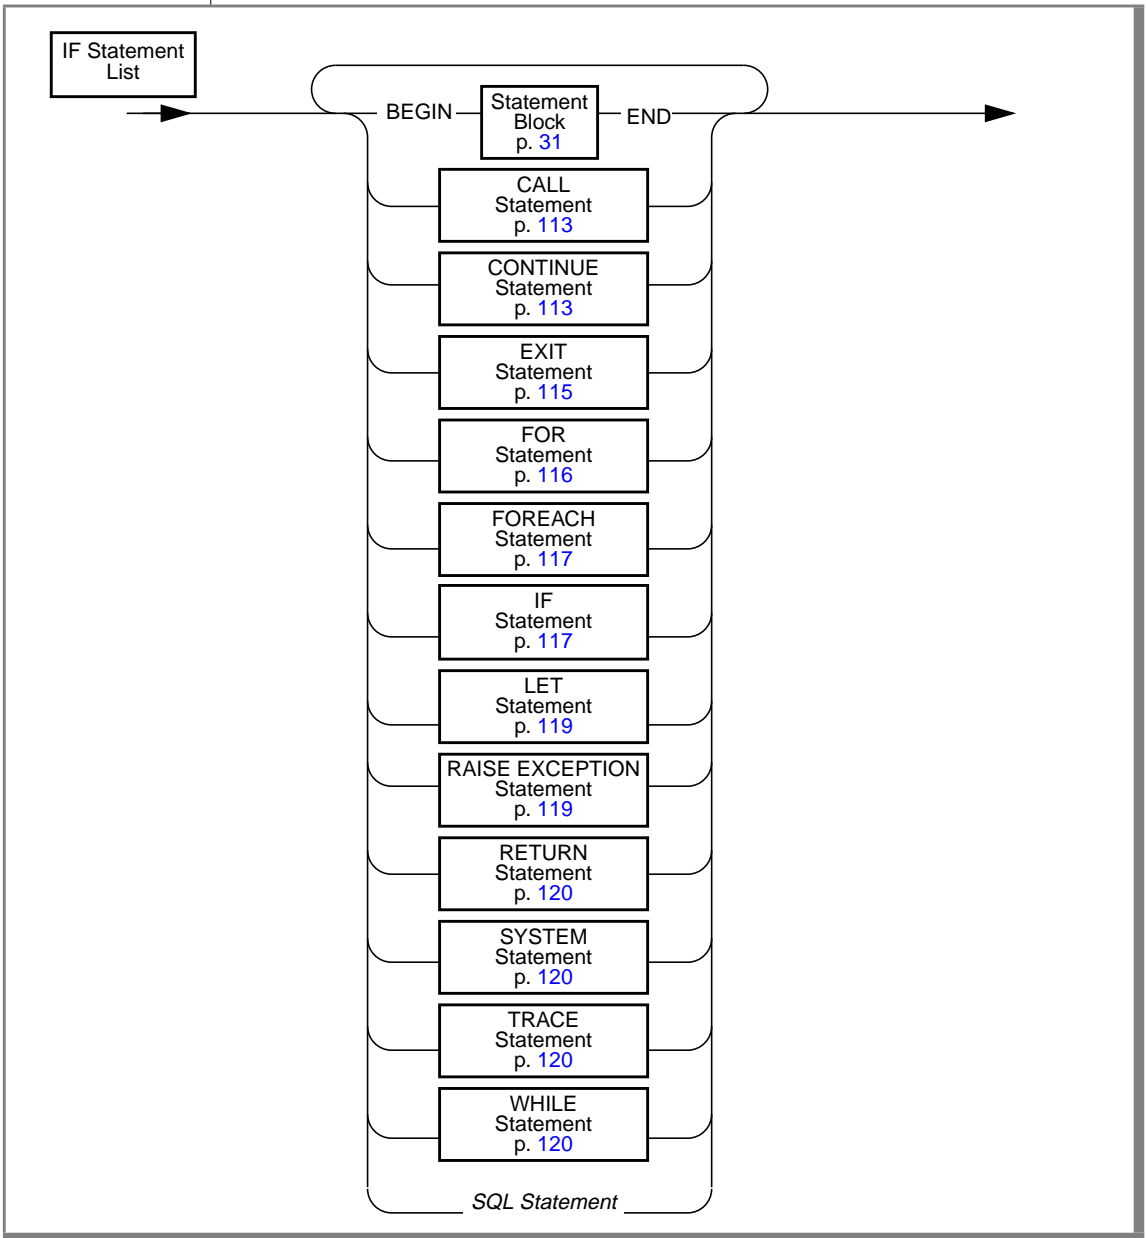 IF Statement
List
BEGIN
Statement
Block
p. 31
END
CALL
Statement
p. 113
CONTINUE
Statement
p. 113
EXIT
Statement
p. 115
FOR
Statement
p. 116
FOREACH
Statement
p. 117
IF
Statement
p. 117
LET
Statement
p. 119
RAISE EXCEPTION
Statement
p. 119
RETURN
Statement
p. 120
SYSTEM
Statement
p. 120
TRACE
Statement
p. 120
WHILE
Statement
p. 120
SQL Statement